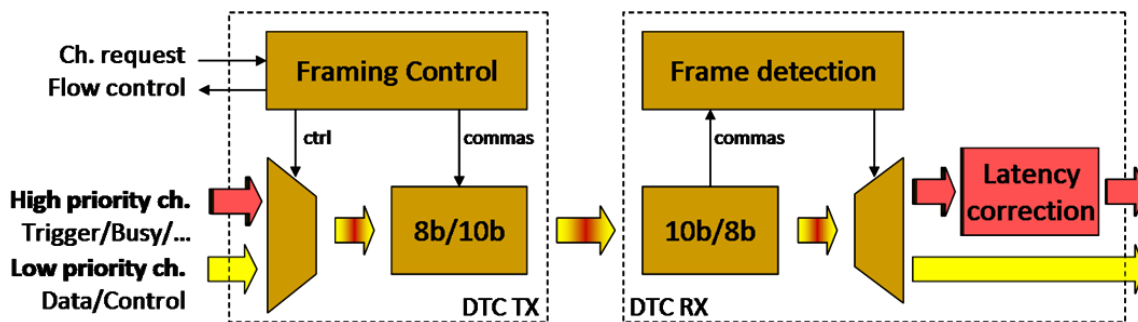 Ch. request
Flow control
Framing Control
Frame detection
ctrl
commas
commas
High priority ch.
Trigger/Busy/...
Low priority ch.
Data/Control
8b/10b
10b/8b
Latency
correction
DTC TX
DTC RX